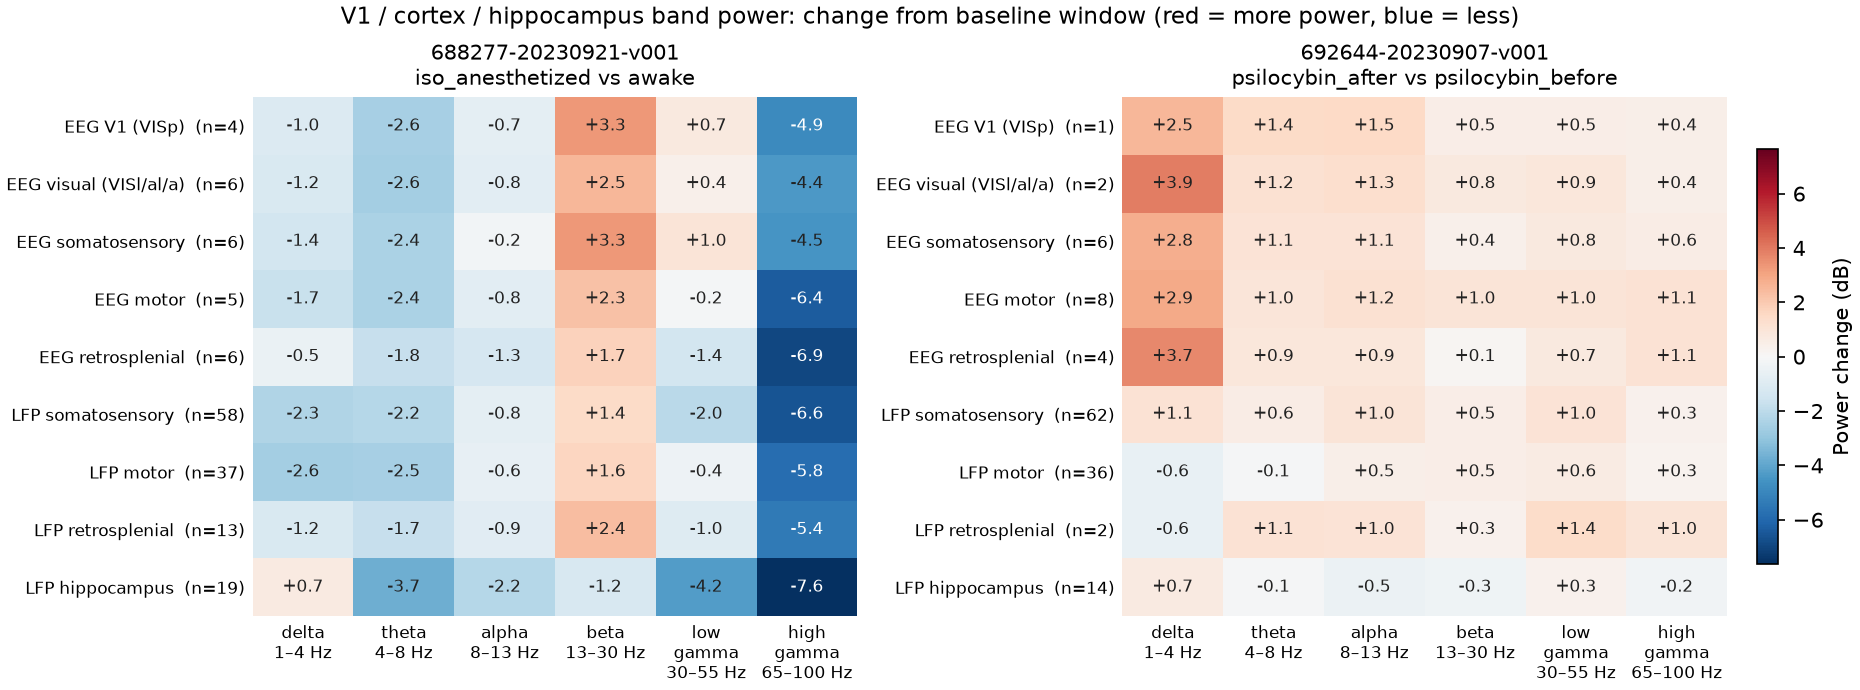 V1 / cortex / hippocampus band power: change from baseline window (red = more power, blue = less)
688277-20230921-v001
iso_anesthetized vs awake
EEG V1 (VISp) (n=4) -1.0 -2.6 -0.7 +3.3 +0.7 -4.9
EEG visual (VISl/al/a) (n=6) -1.2 -2.6 -0.8 +2.5 +0.4 -4.4
EEG somatosensory (n=6) -1.4 -2.4 -0.2 +3.3 +1.0 -4.5
EEG motor (n=5) -1.7 -2.4 -0.8 +2.3 -0.2 -6.4
EEG retrosplenial (n=6) -0.5 -1.8 -1.3 +1.7 -1.4 -6.9
LFP somatosensory (n=58) -2.3 -2.2 -0.8 +1.4 -2.0 -6.6
LFP motor (n=37) -2.6 -2.5 -0.6 +1.6 -0.4 -5.8
LFP retrosplenial (n=13) -1.2 -1.7 -0.9 +2.4 -1.0 -5.4
LFP hippocampus (n=19) +0.7 -3.7 -2.2 -1.2 -4.2 -7.6
delta theta alpha beta low high
1–4 Hz 4–8 Hz 8–13 Hz 13–30 Hz gamma gamma
30–55 Hz 65–100 Hz
692644-20230907-v001
psilocybin_after vs psilocybin_before
EEG V1 (VISp) (n=1) +2.5 +1.4 +1.5 +0.5 +0.5 +0.4
EEG visual (VISl/al/a) (n=2) +3.9 +1.2 +1.3 +0.8 +0.9 +0.4
EEG somatosensory (n=6) +2.8 +1.1 +1.1 +0.4 +0.8 +0.6
EEG motor (n=8) +2.9 +1.0 +1.2 +1.0 +1.0 +1.1
EEG retrosplenial (n=4) +3.7 +0.9 +0.9 +0.1 +0.7 +1.1
LFP somatosensory (n=62) +1.1 +0.6 +1.0 +0.5 +1.0 +0.3
LFP motor (n=36) -0.6 -0.1 +0.5 +0.5 +0.6 +0.3
LFP retrosplenial (n=2) -0.6 +1.1 +1.0 +0.3 +1.4 +1.0
LFP hippocampus (n=14) +0.7 -0.1 -0.5 -0.3 +0.3 -0.2
delta theta alpha beta low high
1–4 Hz 4–8 Hz 8–13 Hz 13–30 Hz gamma gamma
30–55 Hz 65–100 Hz
6
4
2
0
−2
−4
−6
Power change (dB)